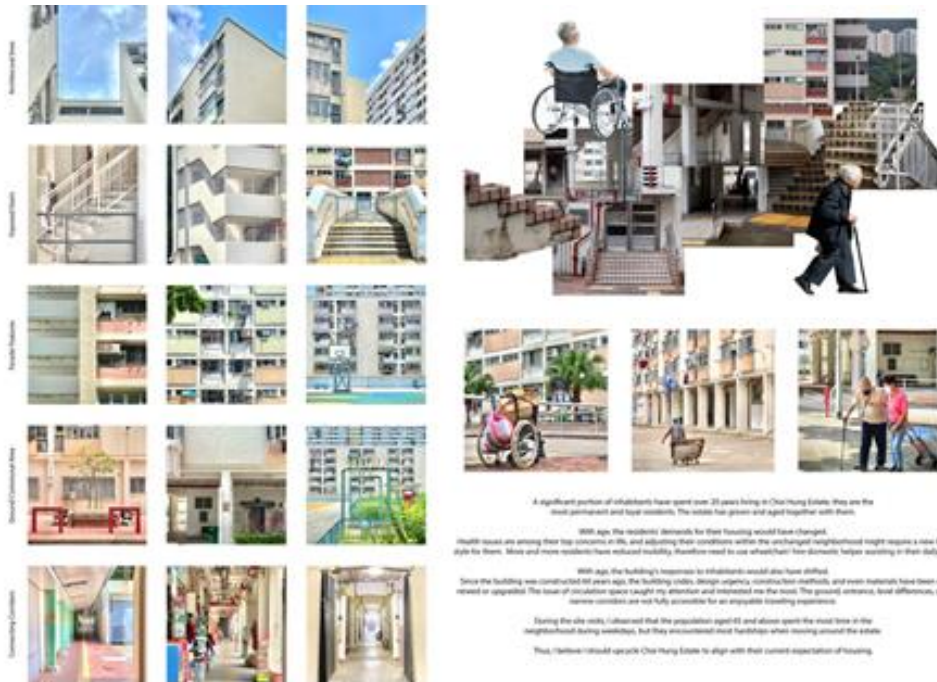 Facade Features
Ground Communal Area
Connecting Corridors
A significant portion of inhabitants have spent over 20 years living in Choi Hung Estate; they are the
most permanent and loyal residents. The estate has grown and aged together with them.
With age, the residents' demands for their housing would have changed.
Health issues are among their top concerns in life, and adjusting their conditions within the unchanged neighborhood might require a new
style for them. More and more residents have reduced mobility, therefore need to use wheelchair/ hire domestic helper assisting in their daily
With age, the building's responses to inhabitants would also have shifted.
Since the building was constructed 60 years ago, the building codes, design urgency, construction methods, and even materials have been
renewed or upgraded. The issue of circulation space caught my attention and interested me the most. The ground, entrance, level differences,
narrow corridors are not fully accessible for an enjoyable traveling experience.
During the site visits, I observed that the population aged 65 and above spent the most time in the
neighborhood during weekdays, but they encountered most hardships when moving around the estate.
Thus, I believe I should upcycle Choi Hung Estate to align with their current expectation of housing.